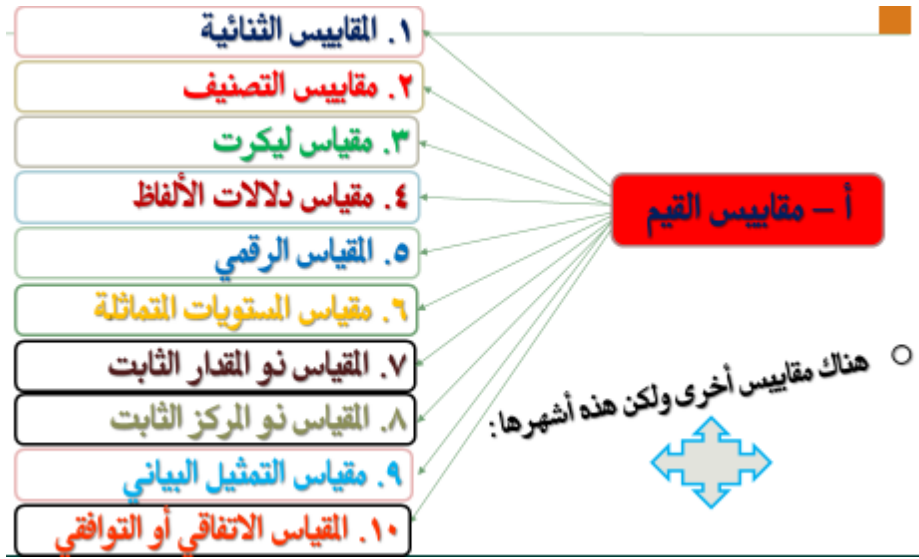 أ – مقاييس القيم
هناك مقاييس أخرى ولكن هذه أشهرها:
١. المقاييس الثنائية
٢. مقاييس التصنيف
٣. مقياس ليكرت
٤. مقياس دلالات الألفاظ
٥. المقياس الرقمي
٦. مقياس المستويات المتماثلة
٧. المقياس ذو المقدار الثابت
٨. المقياس ذو المركز الثابت
٩. مقياس التمثيل البياني
١٠. المقياس الاتفاقي أو التوافقي